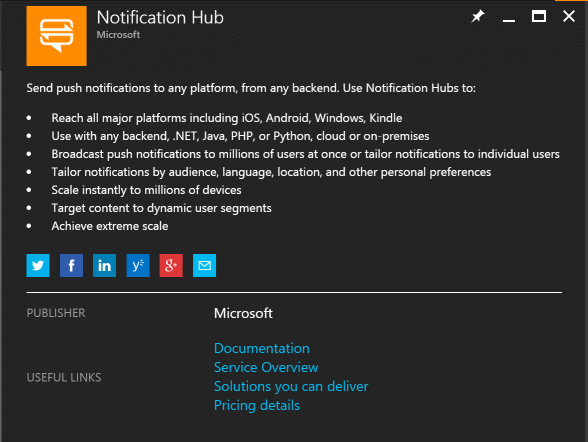 Notification Hub
Microsoft
Send push notifications to any platform, from any backend. Use Notification Hubs to:
• Reach all major platforms including iOS, Android, Windows, Kindle
• Use with any backend, .NET, Java, PHP, or Python, cloud or on-premises
• Broadcast push notifications to millions of users at once or tailor notifications to individual users
• Tailor notifications by audience, language, location, and other personal preferences
• Scale instantly to millions of devices
• Target content to dynamic user segments
• Achieve extreme scale
f in y g+
PUBLISHER Microsoft
Documentation
Service Overview
USEFUL LINKS
Solutions you can deliver
Pricing details